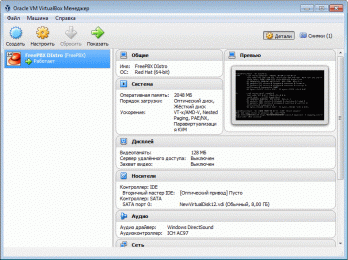 Oracle VM VirtualBox Менеджер
Файл Машина Справка
Создать Настроить Сбросить Показать
Детали Снимки (1)
FreePBX Distro (FreePBX)
Работает
Общие
Имя: FreePBX Distro
ОС: Red Hat (64-bit)
Превью
Система
Оперативная память: 2048 МБ
Порядок загрузки: Оптический диск,
Жёсткий диск
Ускорение: VT-x/AMD-V, Nested
Paging, PAE/NX,
Паравиртуализация
KVM
Дисплей
Видеопамять: 128 МБ
Сервер удалённого доступа: Выключен
Захват видео: Выключен
Носители
Контроллер: IDE
Вторичный мастер IDE: [Оптический привод] Пусто
Контроллер: SATA
SATA порт 0: NewVirtualDisk12.vdi (Обычный, 8,00 ГБ)
Аудио
Аудио драйвер: Windows DirectSound
Аудиоконтроллер: ICH AC97
Сеть